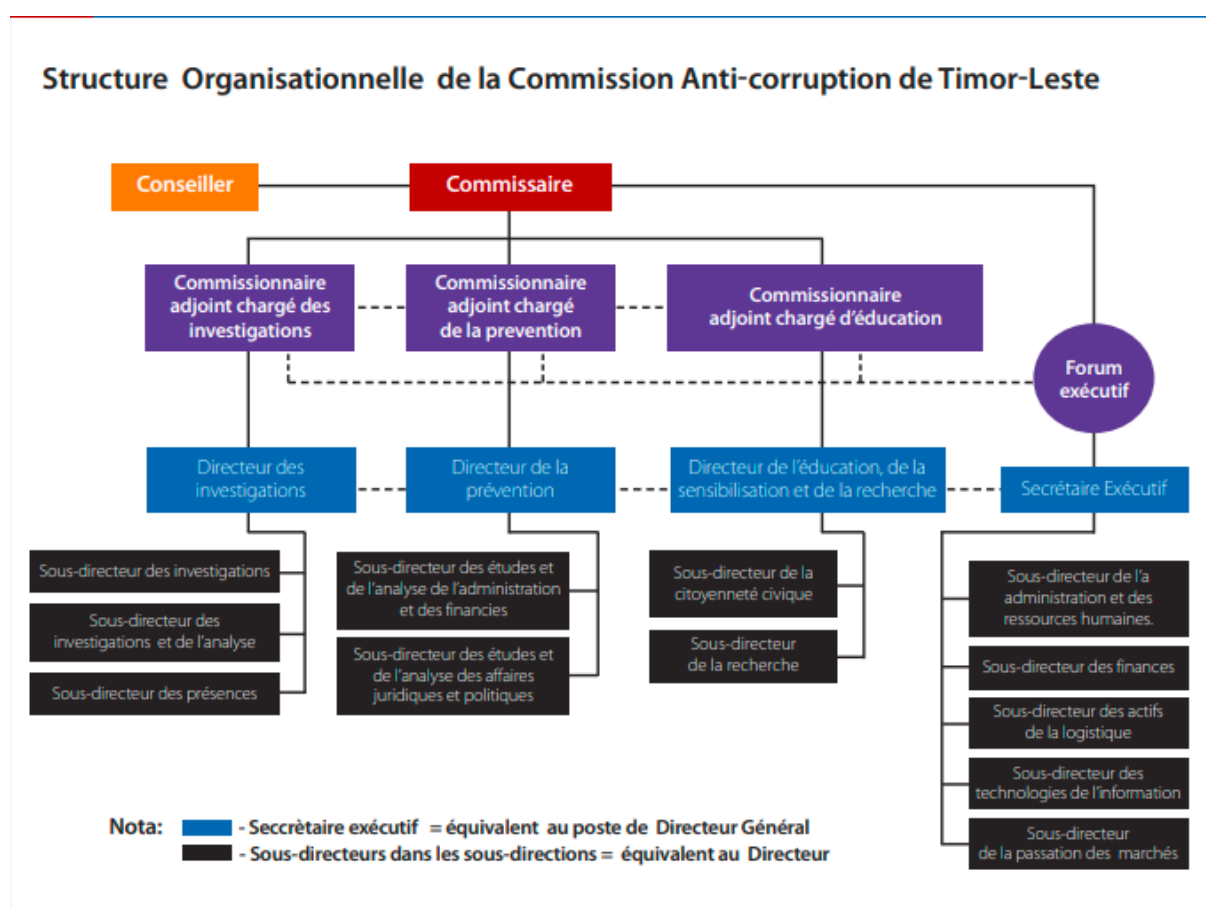 Structure Organisationnelle de la Commission Anti-corruption de Timor-Leste
Conseiller
Commissaire
Commissionnaire
adjoint chargé des
investigations
Commissionnaire
adjoint chargé
de la prevention
Commissionnaire
adjoint chargé d'éducation
Forum
exécutif
Directeur des
investigations
Directeur de la
prévention
Directeur de l'éducation, de la
sensibilisation et de la recherche
Secrétaire Exécutif
Sous-directeur des investigations
Sous-directeur des
investigations et de l'analyse
Sous-directeur des présences
Sous-directeur des études et
de l'analyse de l'administration
et des financies
Sous-directeur des études et
de l'analyse des affaires
juridiques et politiques
Sous-directeur de la
citoyenneté civique
Sous-directeur
de la recherche
Sous-directeur de l'a
administration et des
ressources humaines.
Sous-directeur des finances
Sous-directeur des actifs
de la logistique
Sous-directeur des
technologies de l'information
Sous-directeur
de la passation des marchés
Nota: - Seccrètaire exécutif = équivalent au poste de Directeur Général
- Sous-directeurs dans les sous-directions = équivalent au Directeur